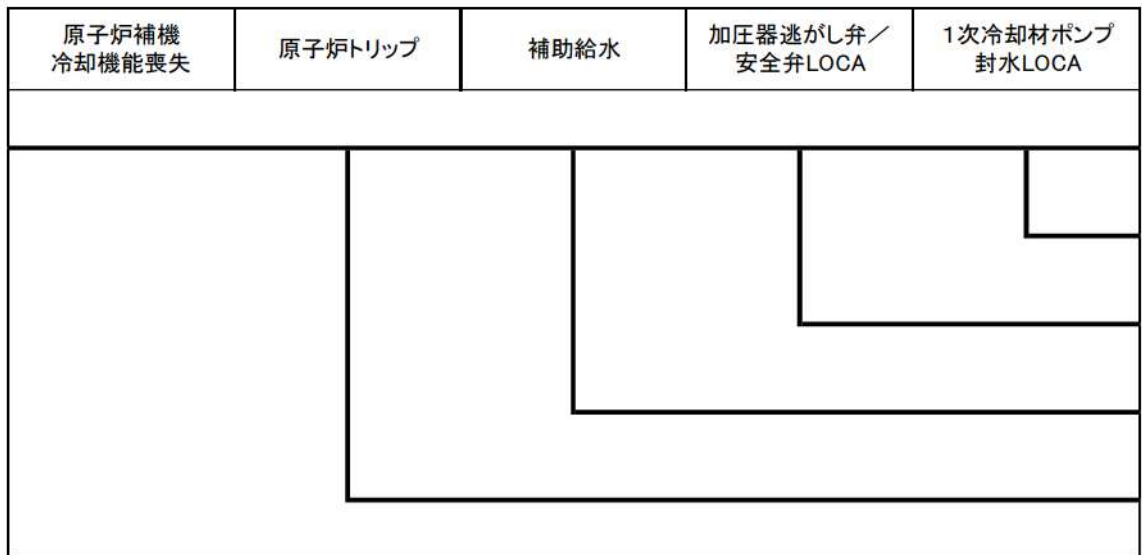 原子炉補機
冷却機能喪失
原子炉トリップ
補助給水
加圧器逃がし弁／
安全弁LOCA
1次冷却材ポンプ
封水LOCA